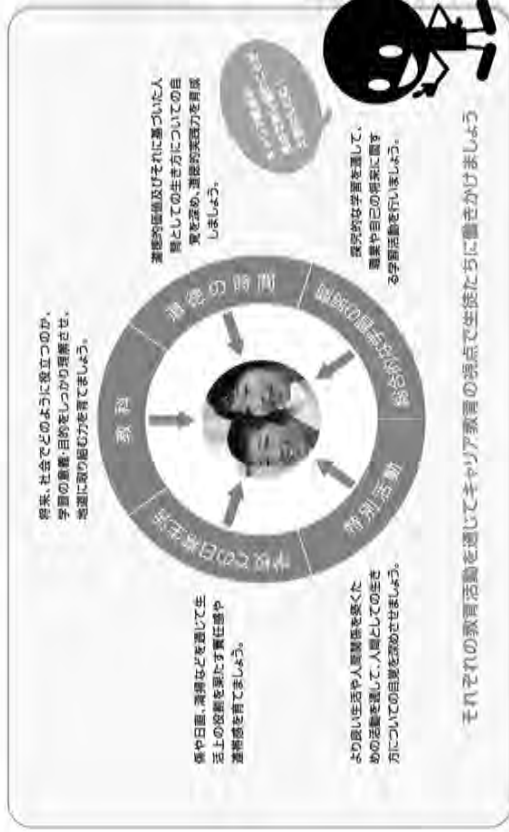 将来、社会でどのように役立つのか、
学習の意義・目的をしっかり理解させ、
地道に取り組む力を育てましょう。
教科
道徳の時間
道徳的価値及びそれに基づいた人
間としての生き方についての自
覚を深め、道徳的実践力を育成
しましょう。
総合的な学習の時間
探究的な学習を通して、
職業や自己の将来に関す
る学習活動を行いましょう。
特別活動
より良い生活や人間関係を築くた
めの活動を通して、人間としての生き
方についての自覚を深めさせましょう。
学校での日常生活
係や日直、清掃などを通じて生
活上の役割を果たす責任感や
連帯感を育てましょう。
それぞれの教育活動を通じてキャリア教育の視点で生徒たちに働きかけましょう